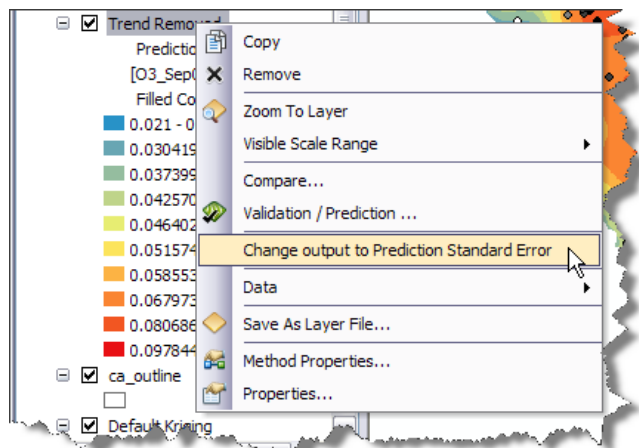 Trend Removed
[O3_Sep0
Filled Co
0.021 - 0
0.030419
0.037399
0.042570
0.046402
0.051574
0.058553
0.067973
0.080686
0.097844
ca_outline
Default Kriging
Copy
Remove
Zoom To Layer
Visible Scale Range
Compare...
Validation / Prediction ...
Change output to Prediction Standard Error
Data
Save As Layer File...
Method Properties...
Properties...